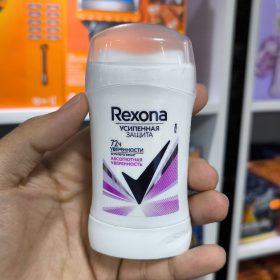 Rexona
УСИЛЕННАЯ
ЗАЩИТА
72ч
УВЕРЕННОСТИ
АБСОЛЮТНАЯ
УВЕРЕННОСТЬ